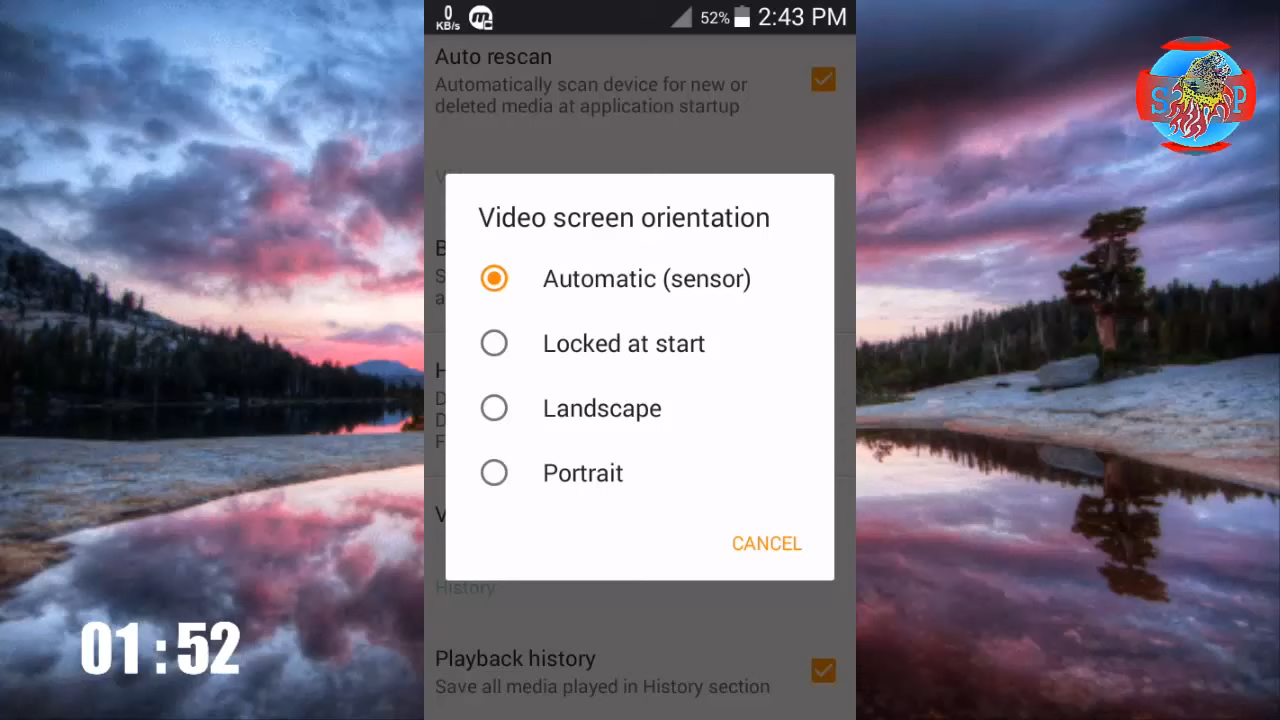 0
KB/s
52%
2:43 PM
Auto rescan
Automatically scan device for new or
deleted media at application startup
S P
Video screen orientation
Automatic (sensor)
Locked at start
Landscape
Portrait
CANCEL
History
01:52
Playback history
Save all media played in History section